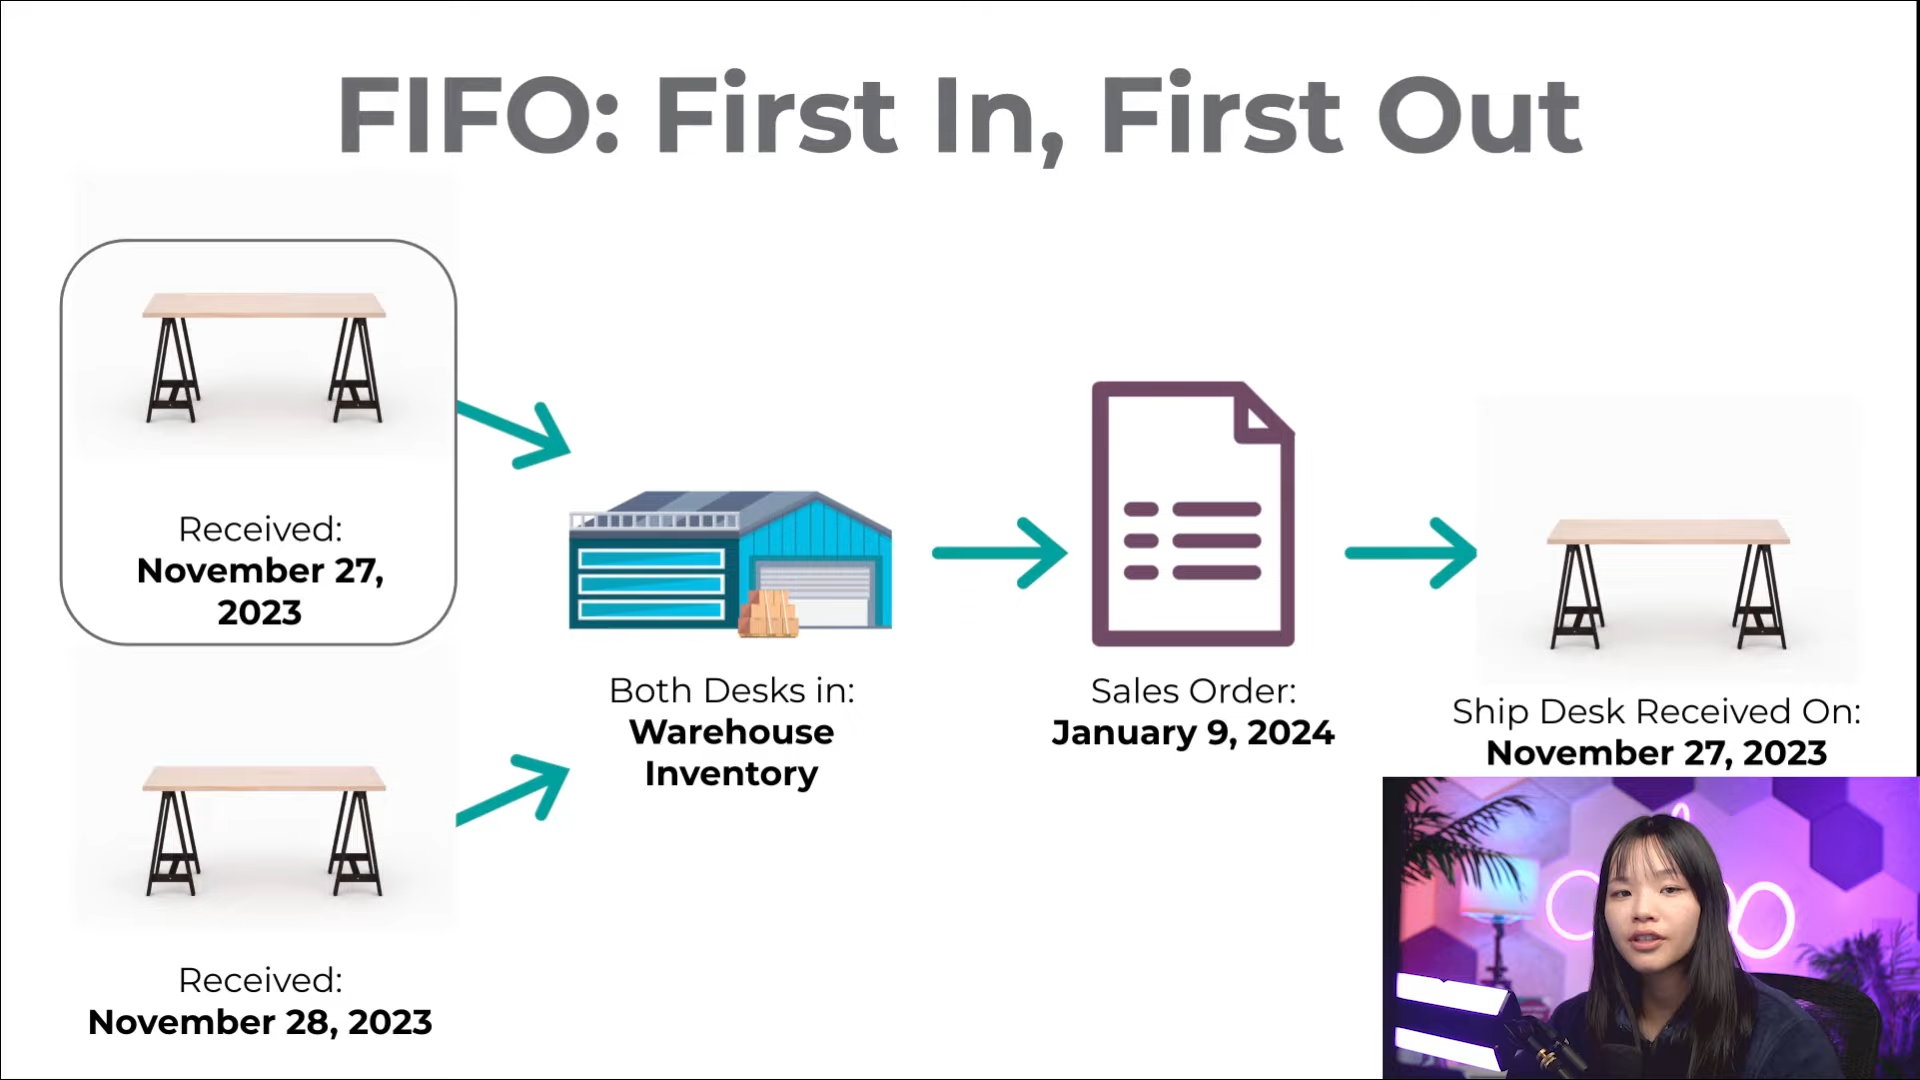 FIFO: First In, First Out
Received:
November 27,
2023
Received:
November 28, 2023
Both Desks in:
Warehouse
Inventory
Sales Order:
January 9, 2024
Ship Desk Received On:
November 27, 2023